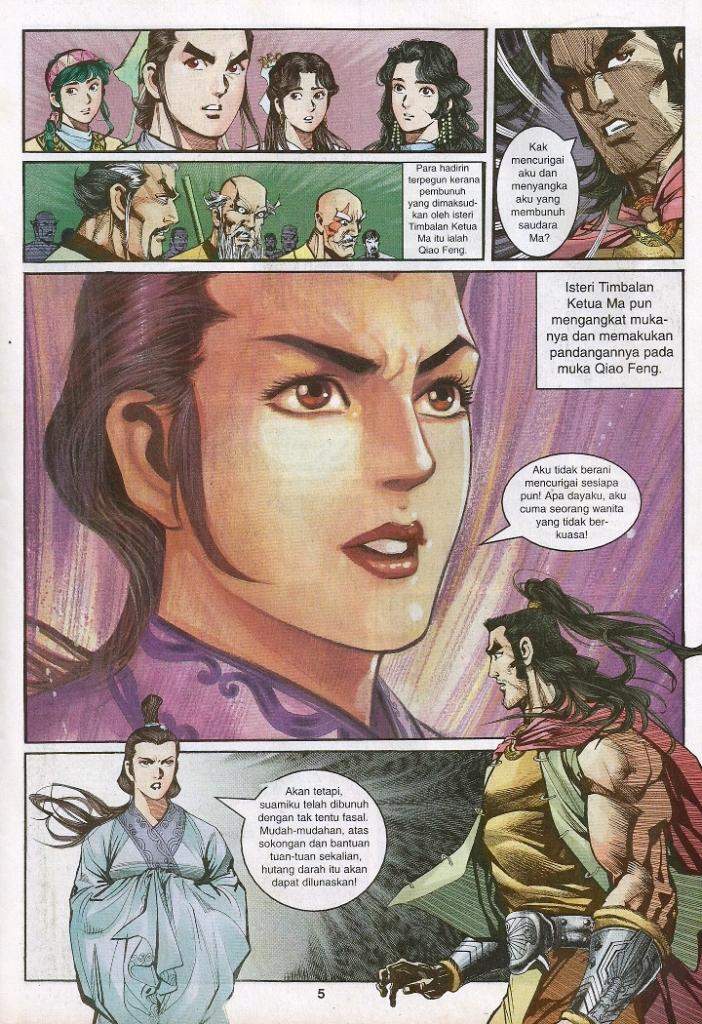 Para hadirin
terpegun kerana
pembunuh
yang dimaksud-
kan oleh isteri
Timbalan Ketua
Ma itu ialah
Qiao Feng.
Kak
mencurigai
aku dan
menyangka
aku yang
membunuh
saudara
Ma?
Isteri Timbalan
Ketua Ma pun
mengangkat muka-
nya dan memakukan
pandangannya pada
muka Qiao Feng.
Aku tidak berani
mencurigai sesiapa
pun! Apa dayaku, aku
cuma seorang wanita
yang tidak ber-
kuasa!
Akan tetapi,
suamiku telah dibunuh
dengan tak tentu fasal.
Mudah-mudahan, atas
sokongan dan bantuan
tuan-tuan sekalian,
hutang darah itu akan
dapat dilunaskan!
5